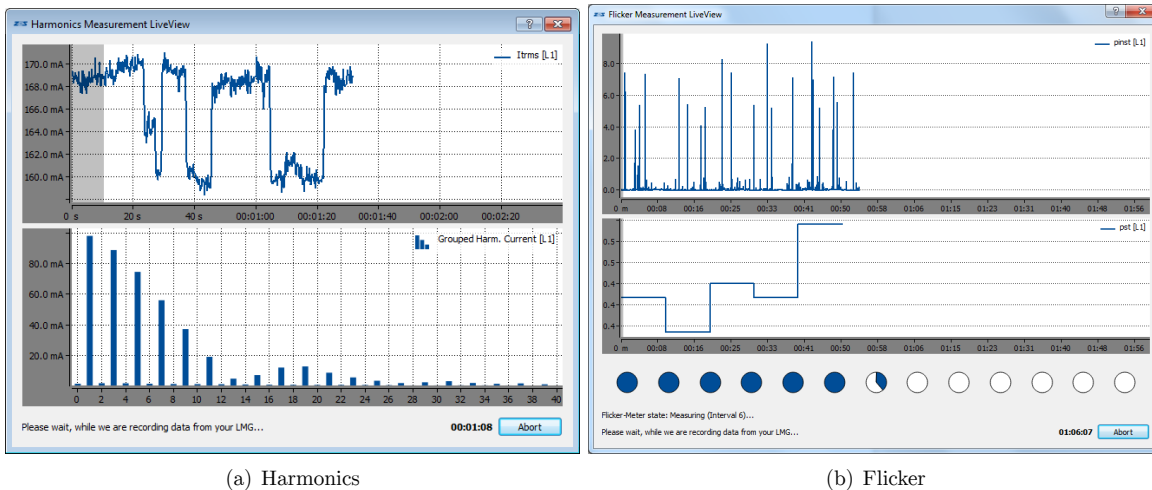 ZES Harmonics Measurement LiveView
Itrms [L1]
170.0 mA
168.0 mA
166.0 mA
164.0 mA
162.0 mA
160.0 mA
0 s 20 s 40 s 00:01:00 00:01:20 00:01:40 00:02:00 00:02:20
Grouped Harm. Current [L1]
80.0 mA
60.0 mA
40.0 mA
20.0 mA
0 2 4 6 8 10 12 14 16 18 20 22 24 26 28 30 32 34 36 38 40
Please wait, while we are recording data from your LMG... 00:01:08 Abort
(a) Harmonics
ZES Flicker Measurement LiveView
pinst [L1]
8.0
6.0
4.0
2.0
0.0
0 m 00:08 00:16 00:25 00:33 00:41 00:50 00:58 01:06 01:15 01:23 01:31 01:40 01:48 01:56
pst [L1]
0.5
0.5
0.4
0.4
0.4
0 m 00:08 00:16 00:25 00:33 00:41 00:50 00:58 01:06 01:15 01:23 01:31 01:40 01:48 01:56
Flicker-Meter state: Measuring (Interval 6)...
Please wait, while we are recording data from your LMG... 01:06:07 Abort
(b) Flicker